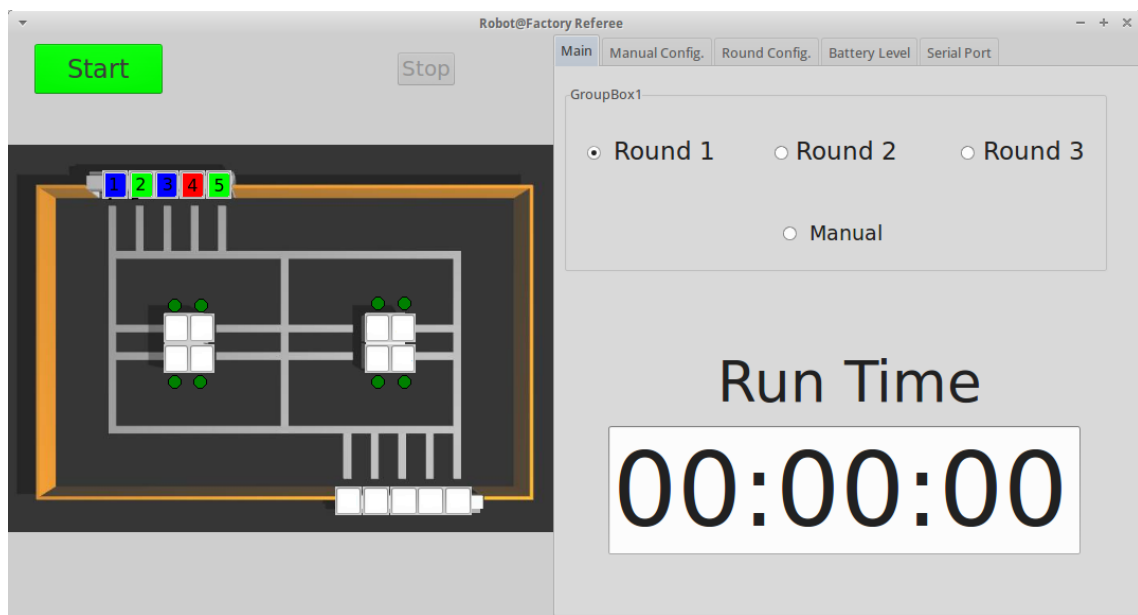 Robot@Factory Referee
Start
Stop
Main Manual Config. Round Config. Battery Level Serial Port
GroupBox1
Round 1 Round 2 Round 3
Manual
1 2 3 4 5
Run Time
00:00:00